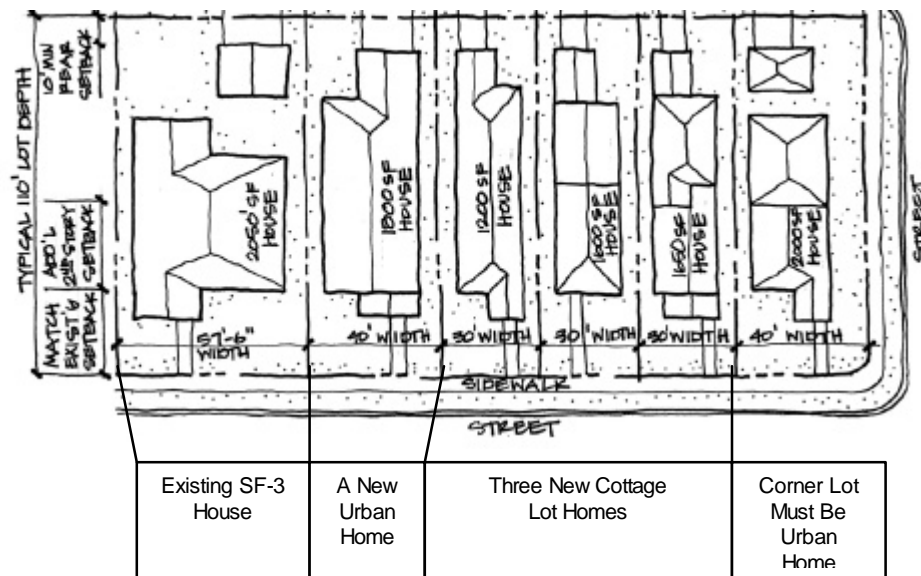 TYPICAL 110' LOT DEPTH
10' MIN
REAR
SETBACK
ADD'L
2ND STORY
SETBACK
MATCH
EXIST'G
SETBACK
2050' SF
HOUSE
1800 SF
HOUSE
1200 SF
HOUSE
1600 SF
HOUSE
1650 SF
HOUSE
2000 SF
HOUSE
57'-6"
WIDTH
40' WIDTH
30' WIDTH
30' WIDTH
30' WIDTH
40' WIDTH
SIDEWALK
STREET
STREET
Existing SF-3
House
A New
Urban
Home
Three New Cottage
Lot Homes
Corner Lot
Must Be
Urban
Home